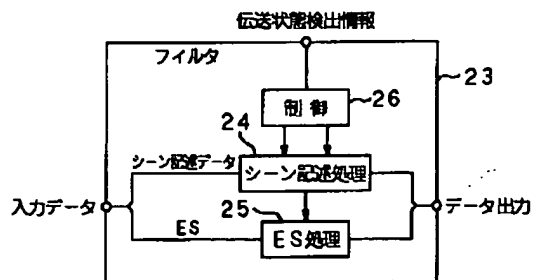 伝送状態検出情報
フィルタ
23
制御
26
24
シーン記述データ
シーン記述処理
入力データ
データ出力
ES
25
ES処理